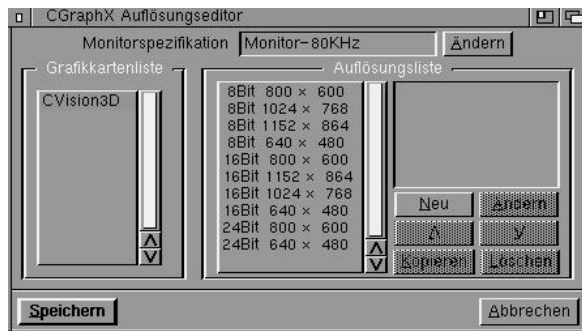 CGraphX Auflösungseditor
Monitorspezifikation Monitor-80KHz Ändern
Grafikkartenliste
CVision3D
Auflösungsliste
8Bit 800 × 600
8Bit 1024 × 768
8Bit 1152 × 864
8Bit 640 × 480
16Bit 800 × 600
16Bit 1152 × 864
16Bit 1024 × 768
16Bit 640 × 480
24Bit 800 × 600
24Bit 640 × 480
Neu Ändern
Kopieren Löschen
Speichern Abbrechen